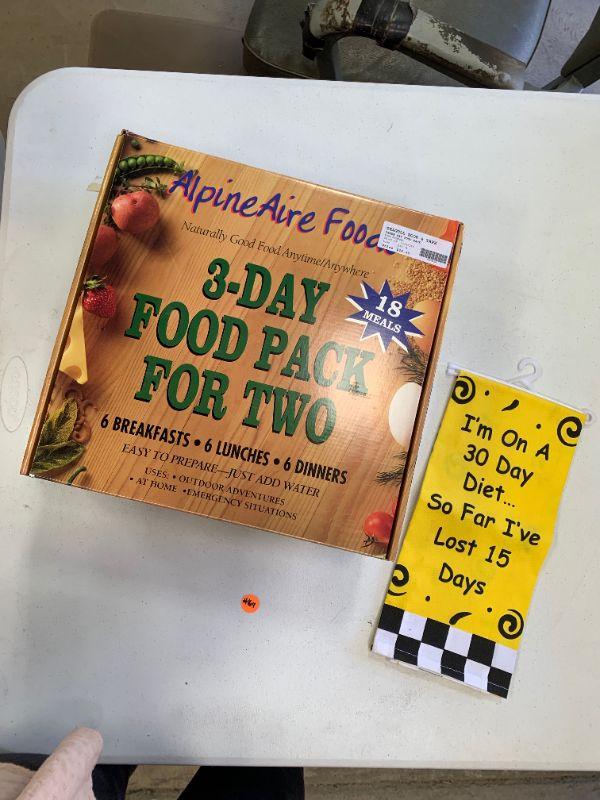 AlpineAire Foods
Naturally Good Food Anytime/Anywhere
3-DAY
FOOD PACK
FOR TWO
18
MEALS
6 BREAKFASTS • 6 LUNCHES • 6 DINNERS
EASY TO PREPARE—JUST ADD WATER
USES: • OUTDOOR ADVENTURES
• AT HOME • EMERGENCY SITUATIONS
I'm On A
30 Day
Diet...
So Far I've
Lost 15
Days